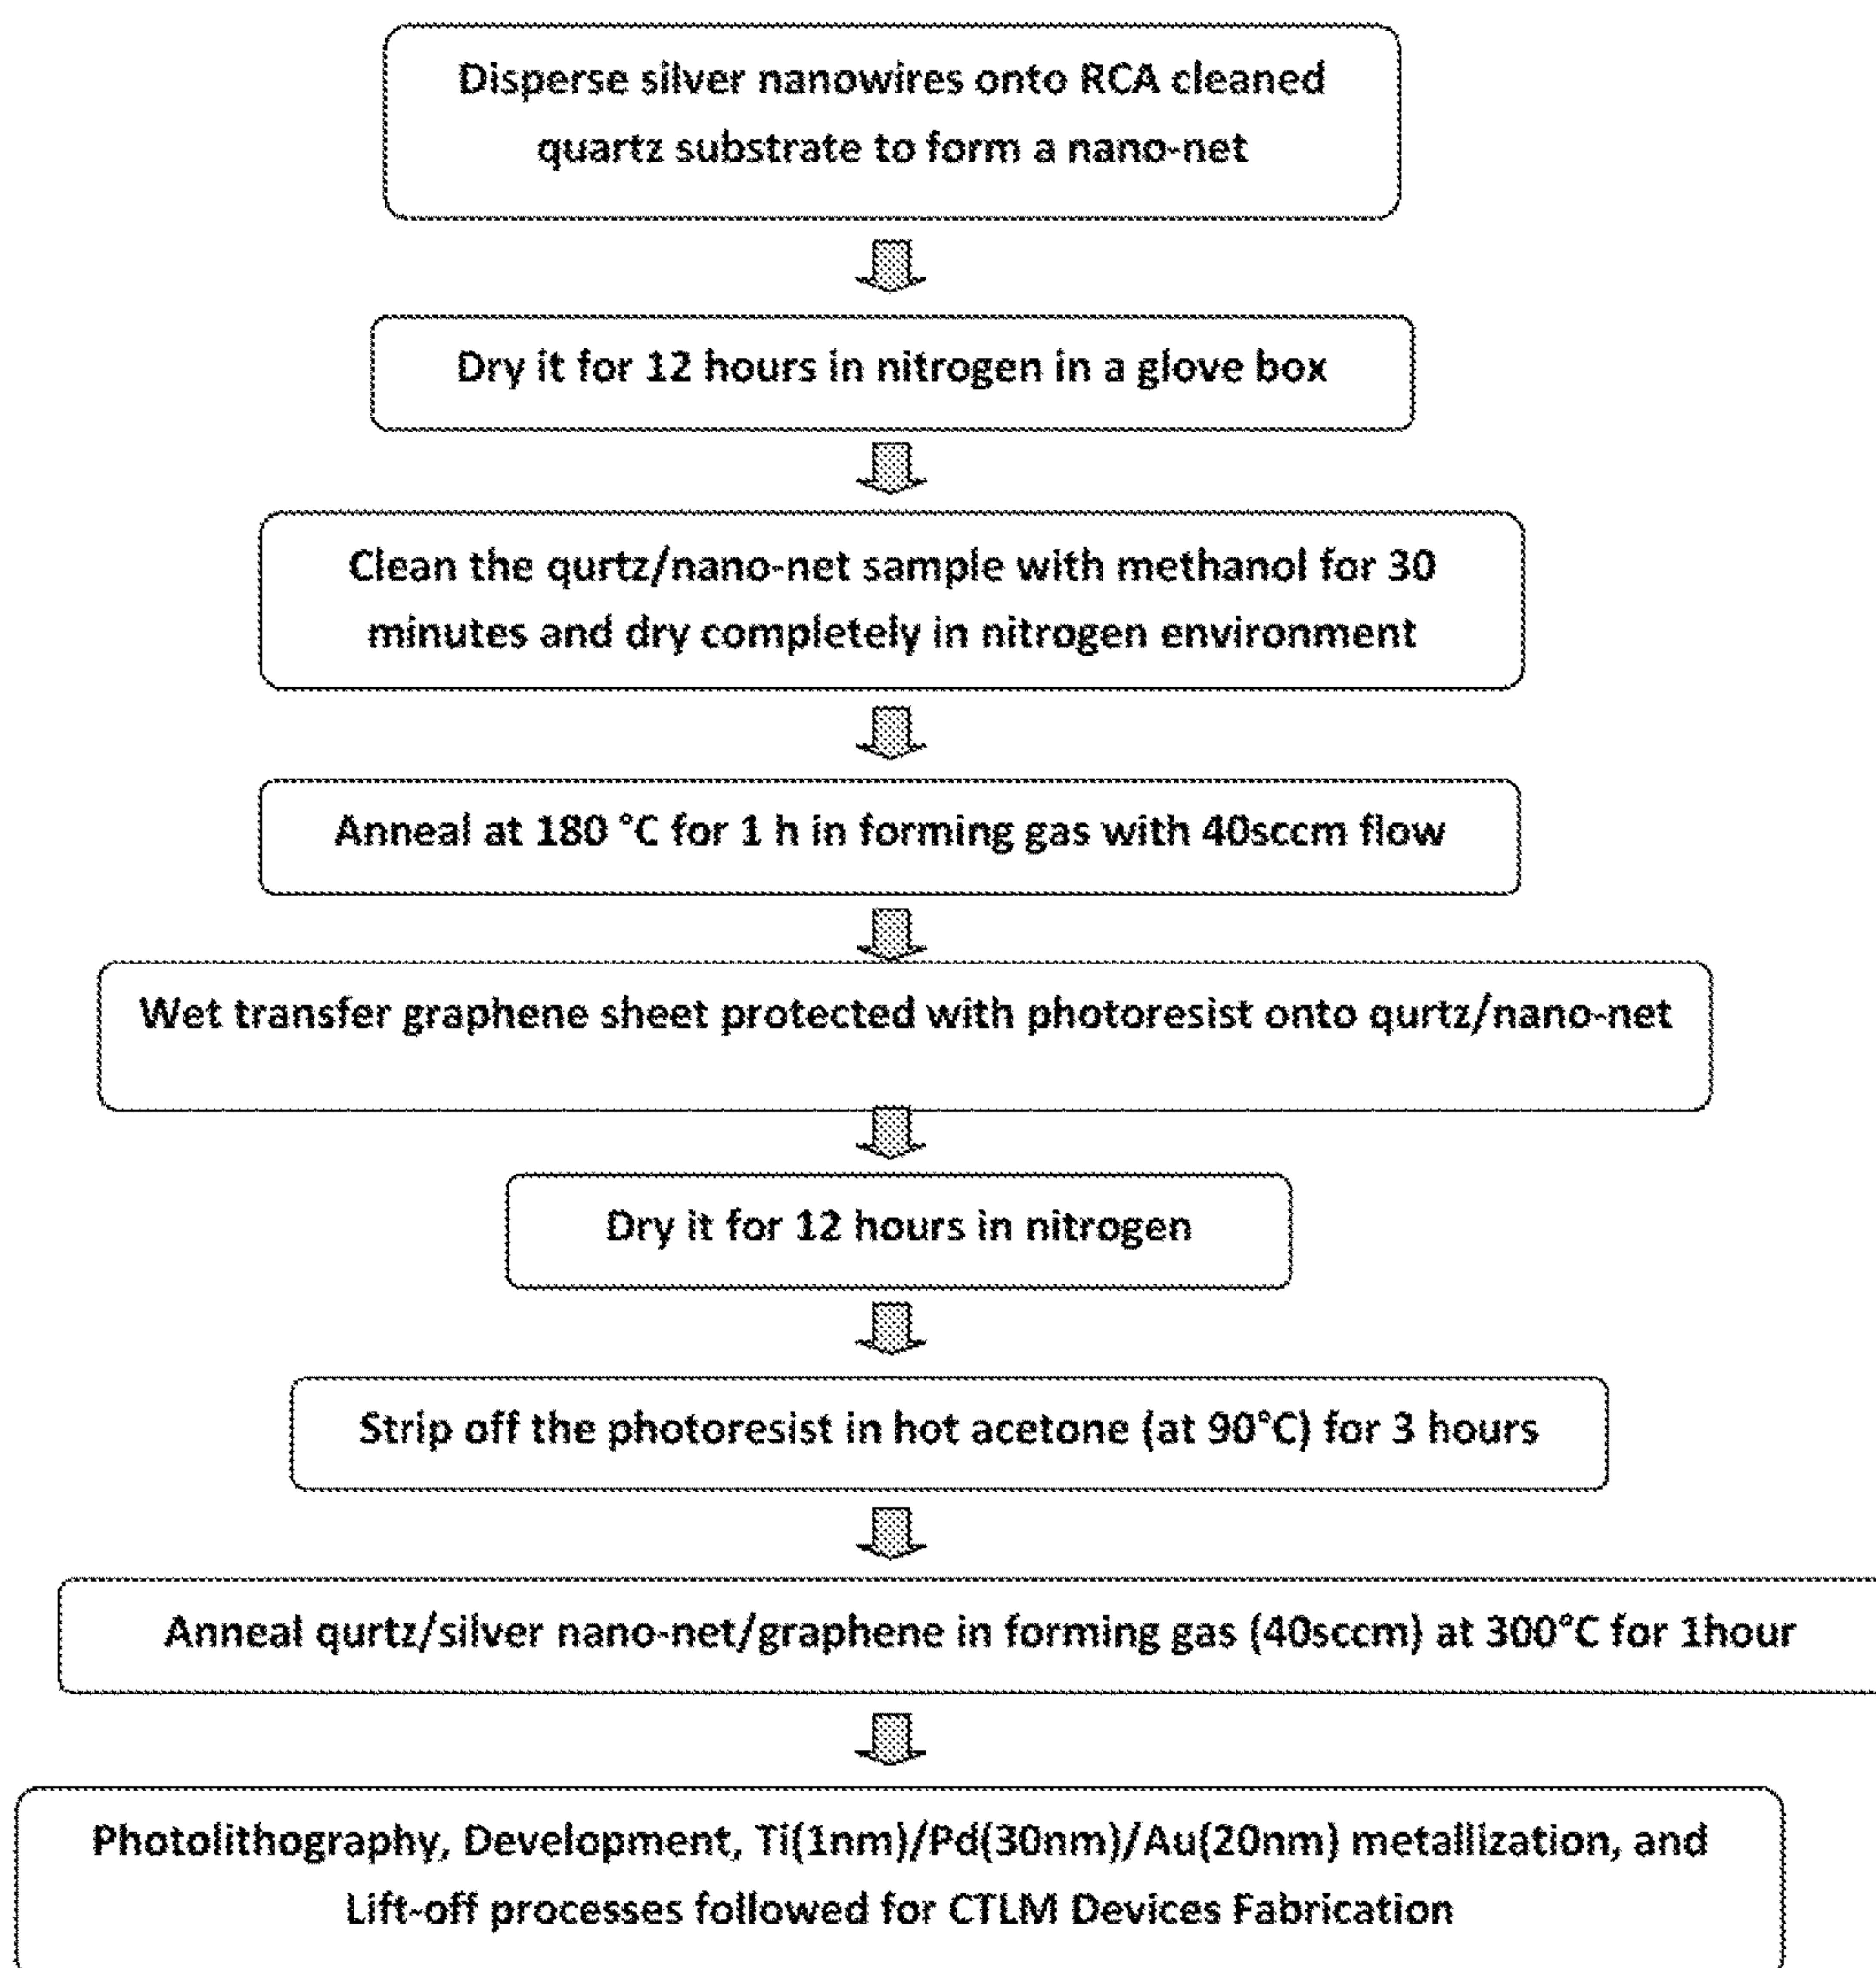 Disperse silver nanowires onto RCA cleaned
quartz substrate to form a nano-net
Dry it for 12 hours in nitrogen in a glove box
Clean the qurtz/nano-net sample with methanol for 30
minutes and dry completely in nitrogen environment
Anneal at 180 °C for 1 h in forming gas with 40sccm flow
Wet transfer graphene sheet protected with photoresist onto qurtz/nano-net
Dry it for 12 hours in nitrogen
Strip off the photoresist in hot acetone (at 90°C) for 3 hours
Anneal qurtz/silver nano-net/graphene in forming gas (40sccm) at 300°C for 1hour
Photolithography, Development, Ti(1nm)/Pd(30nm)/Au(20nm) metallization, and
Lift-off processes followed for CTLM Devices Fabrication